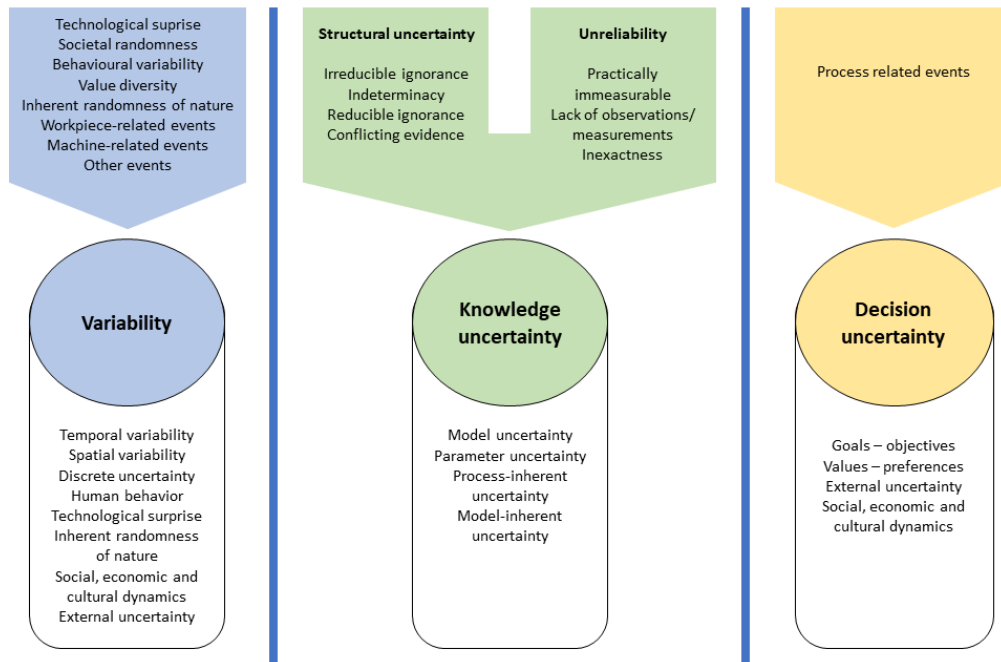 Technological suprise
Societal randomness
Behavioural variability
Value diversity
Inherent randomness of nature
Workpiece-related events
Machine-related events
Other events
Structural uncertainty
Irreducible ignorance
Indeterminacy
Reducible ignorance
Conflicting evidence
Unreliability
Practically
immeasurable
Lack of observations/
measurements
Inexactness
Process related events
Variability
Temporal variability
Spatial variability
Discrete uncertainty
Human behavior
Technological surprise
Inherent randomness
of nature
Social, economic and
cultural dynamics
External uncertainty
Knowledge
uncertainty
Model uncertainty
Parameter uncertainty
Process-inherent
uncertainty
Model-inherent
uncertainty
Decision
uncertainty
Goals – objectives
Values – preferences
External uncertainty
Social, economic and
cultural dynamics